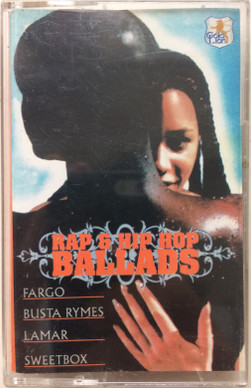 RAP & HIP HOP
BALLADS
FARGO
BUSTA RYMES
LAMAR
SWEETBOX